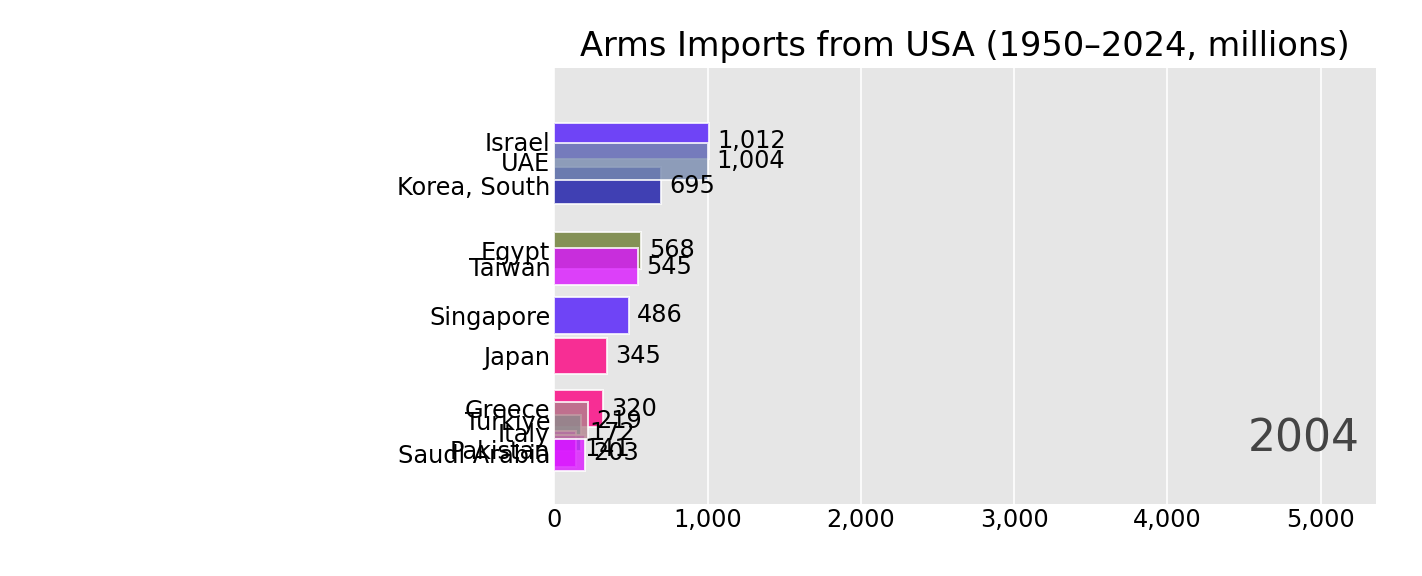 Arms Imports from USA (1950–2024, millions)
Israel 1,012
UAE 1,004
Korea, South 695
Egypt 568
Taiwan 545
Singapore 486
Japan 345
Greece 320
Türkiye 219
Italy 172
Pakistan 141
Saudi Arabia 203
2004
0 1,000 2,000 3,000 4,000 5,000